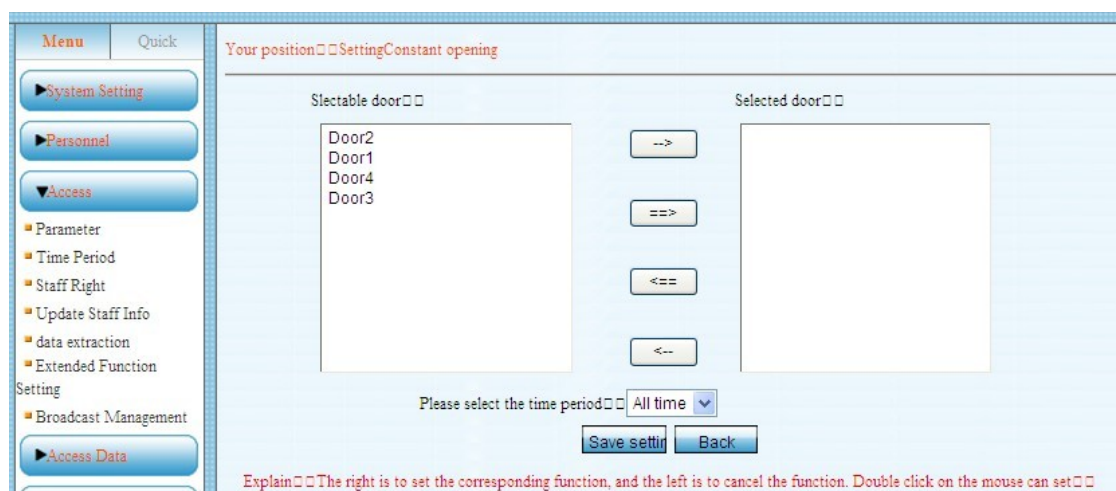 Menu Quick
Your position□□SettingConstant opening
▶System Setting
▶Personnel
▼Access
Parameter
Time Period
Staff Right
Update Staff Info
data extraction
Extended Function
Setting
Broadcast Management
▶Access Data
Slectable door□□
Door2
Door1
Door4
Door3
-->
==>
<==
<--
Selected door□□
Please select the time period□□ All time
Save settin Back
Explain□□The right is to set the corresponding function, and the left is to cancel the function. Double click on the mouse can set□□